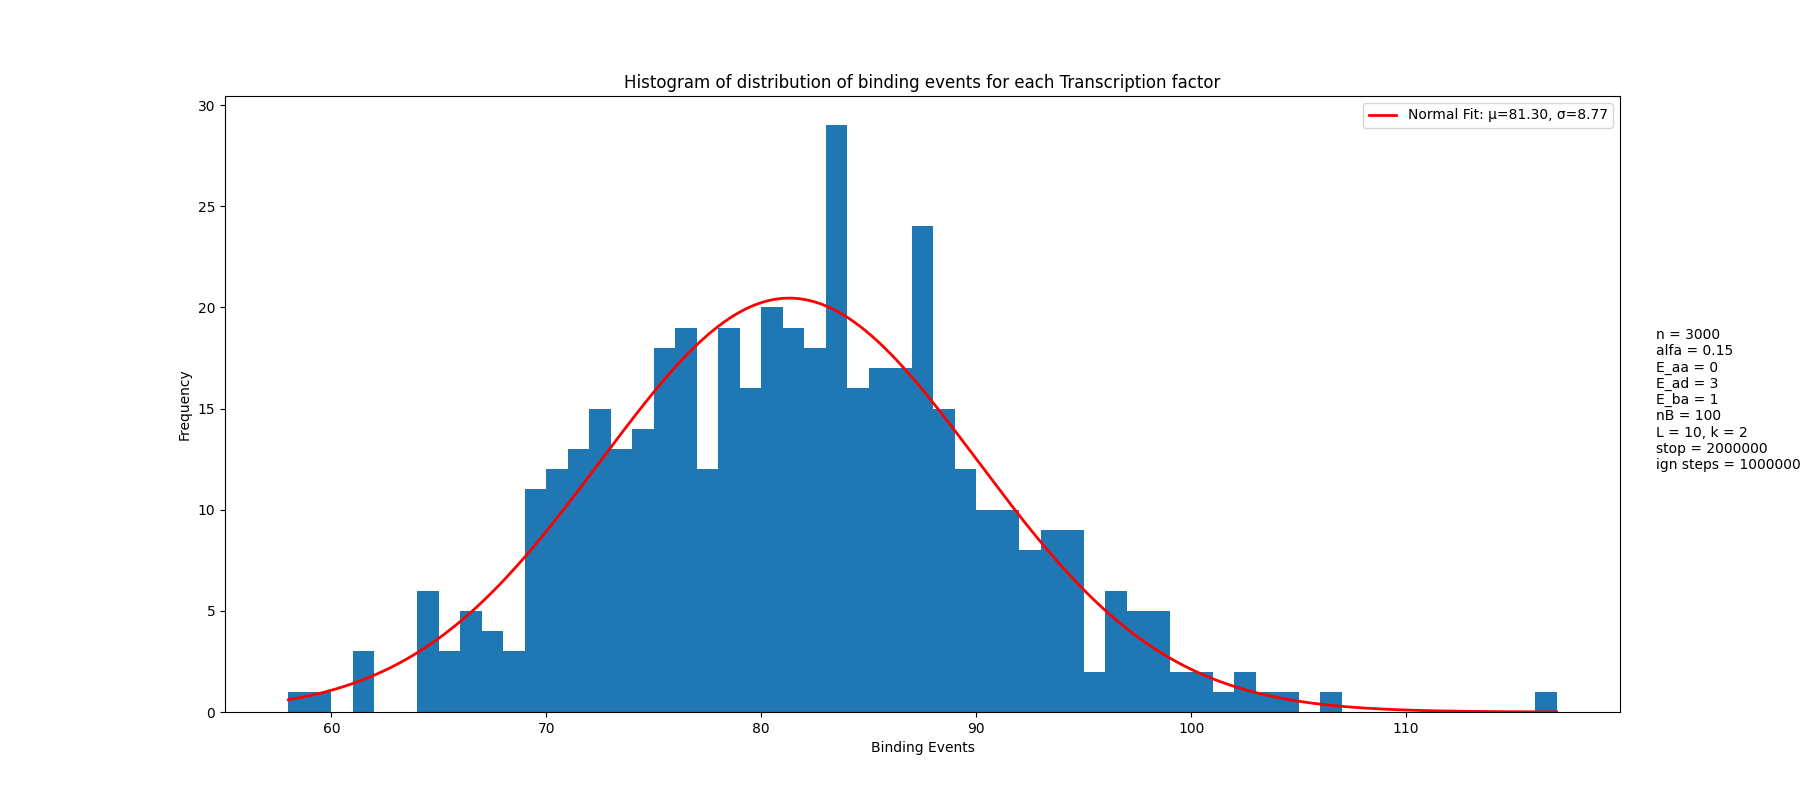 Histogram of distribution of binding events for each Transcription factor
30
25
20
15
10
5
0
Frequency
Normal Fit: μ=81.30, σ=8.77
60 70 80 90 100 110
Binding Events
n = 3000
alfa = 0.15
E_aa = 0
E_ad = 3
E_ba = 1
nB = 100
L = 10, k = 2
stop = 2000000
ign steps = 1000000